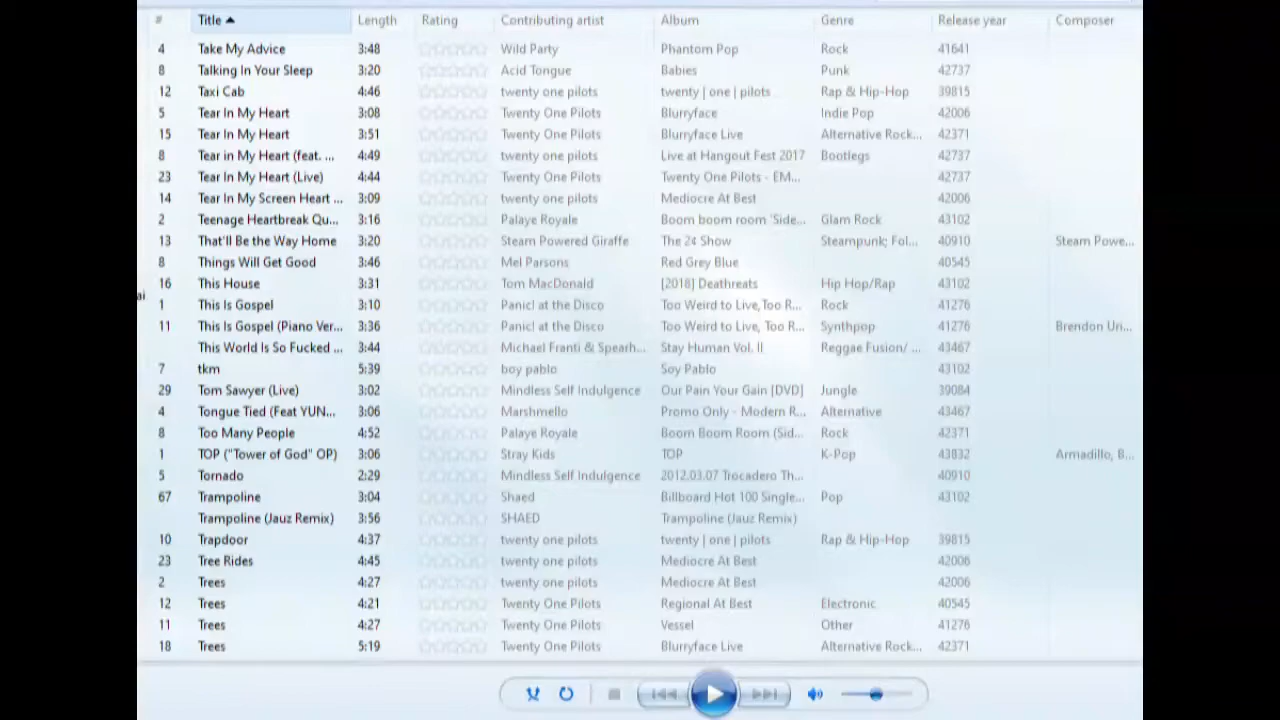 # Title Length Rating Contributing artist Album Genre Release year Composer
4 Take My Advice 3:48 Wild Party Phantom Pop Rock 41641
8 Talking In Your Sleep 3:20 Acid Tongue Babies Punk 42737
12 Taxi Cab 4:46 twenty one pilots twenty | one | pilots Rap & Hip-Hop 39815
5 Tear In My Heart 3:08 Twenty One Pilots Blurryface Indie Pop 42006
15 Tear In My Heart 3:51 Twenty One Pilots Blurryface Live Alternative Rock... 42371
8 Tear in My Heart (feat. ... 4:49 twenty one pilots Live at Hangout Fest 2017 Bootlegs 42737
23 Tear In My Heart (Live) 4:44 twenty one pilots Twenty One Pilots - EM... 42737
14 Tear In My Screen Heart ... 3:09 twenty one pilots Mediocre At Best 42006
2 Teenage Heartbreak Qu... 3:16 Palaye Royale Boom boom room 'Side... Glam Rock 43102
13 That'll Be the Way Home 3:20 Steam Powered Giraffe The 2¢ Show Steampunk; Fol... 40910 Steam Powe...
8 Things Will Get Good 3:46 Mel Parsons Red Grey Blue 40545
16 This House 3:31 Tom MacDonald [2018] Deathreats Hip Hop/Rap 43102
ai
1 This Is Gospel 3:10 Panic! at the Disco Too Weird to Live,Too R... Rock 41276
11 This Is Gospel (Piano Ver... 3:36 Panic! at the Disco Too Weird to Live, Too R... Synthpop 41276 Brendon Uri...
This World Is So Fucked ... 3:44 Michael Franti & Spearh... Stay Human Vol. II Reggae Fusion/ ... 43467
7 tkm 5:39 boy pablo Soy Pablo 43102
29 Tom Sawyer (Live) 3:02 Mindless Self Indulgence Our Pain Your Gain [DVD] Jungle 39084
4 Tongue Tied (Feat YUN... 3:06 Marshmello Promo Only - Modern R... Alternative 43467
8 Too Many People 4:52 Palaye Royale Boom Boom Room (Sid... Rock 42371
1 TOP ("Tower of God" OP) 3:06 Stray Kids TOP K-Pop 43832 Armadillo, B...
5 Tornado 2:29 Mindless Self Indulgence 2012.03.07 Trocadero Th... 40910
67 Trampoline 3:04 Shaed Billboard Hot 100 Single... Pop 43102
Trampoline (Jauz Remix) 3:56 SHAED Trampoline (Jauz Remix)
10 Trapdoor 4:37 twenty one pilots twenty | one | pilots Rap & Hip-Hop 39815
23 Tree Rides 4:45 twenty one pilots Mediocre At Best 42006
2 Trees 4:27 twenty one pilots Mediocre At Best 42006
12 Trees 4:21 Twenty One Pilots Regional At Best Electronic 40545
11 Trees 4:27 Twenty One Pilots Vessel Other 41276
18 Trees 5:19 Twenty One Pilots Blurryface Live Alternative Rock... 42371